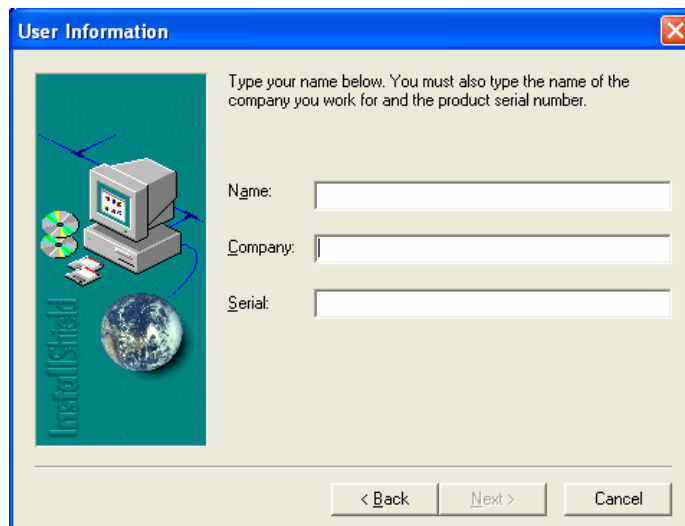 User Information
Type your name below. You must also type the name of the
company you work for and the product serial number.
Name:
Company:
Serial:
InstallShield
< Back
Next >
Cancel